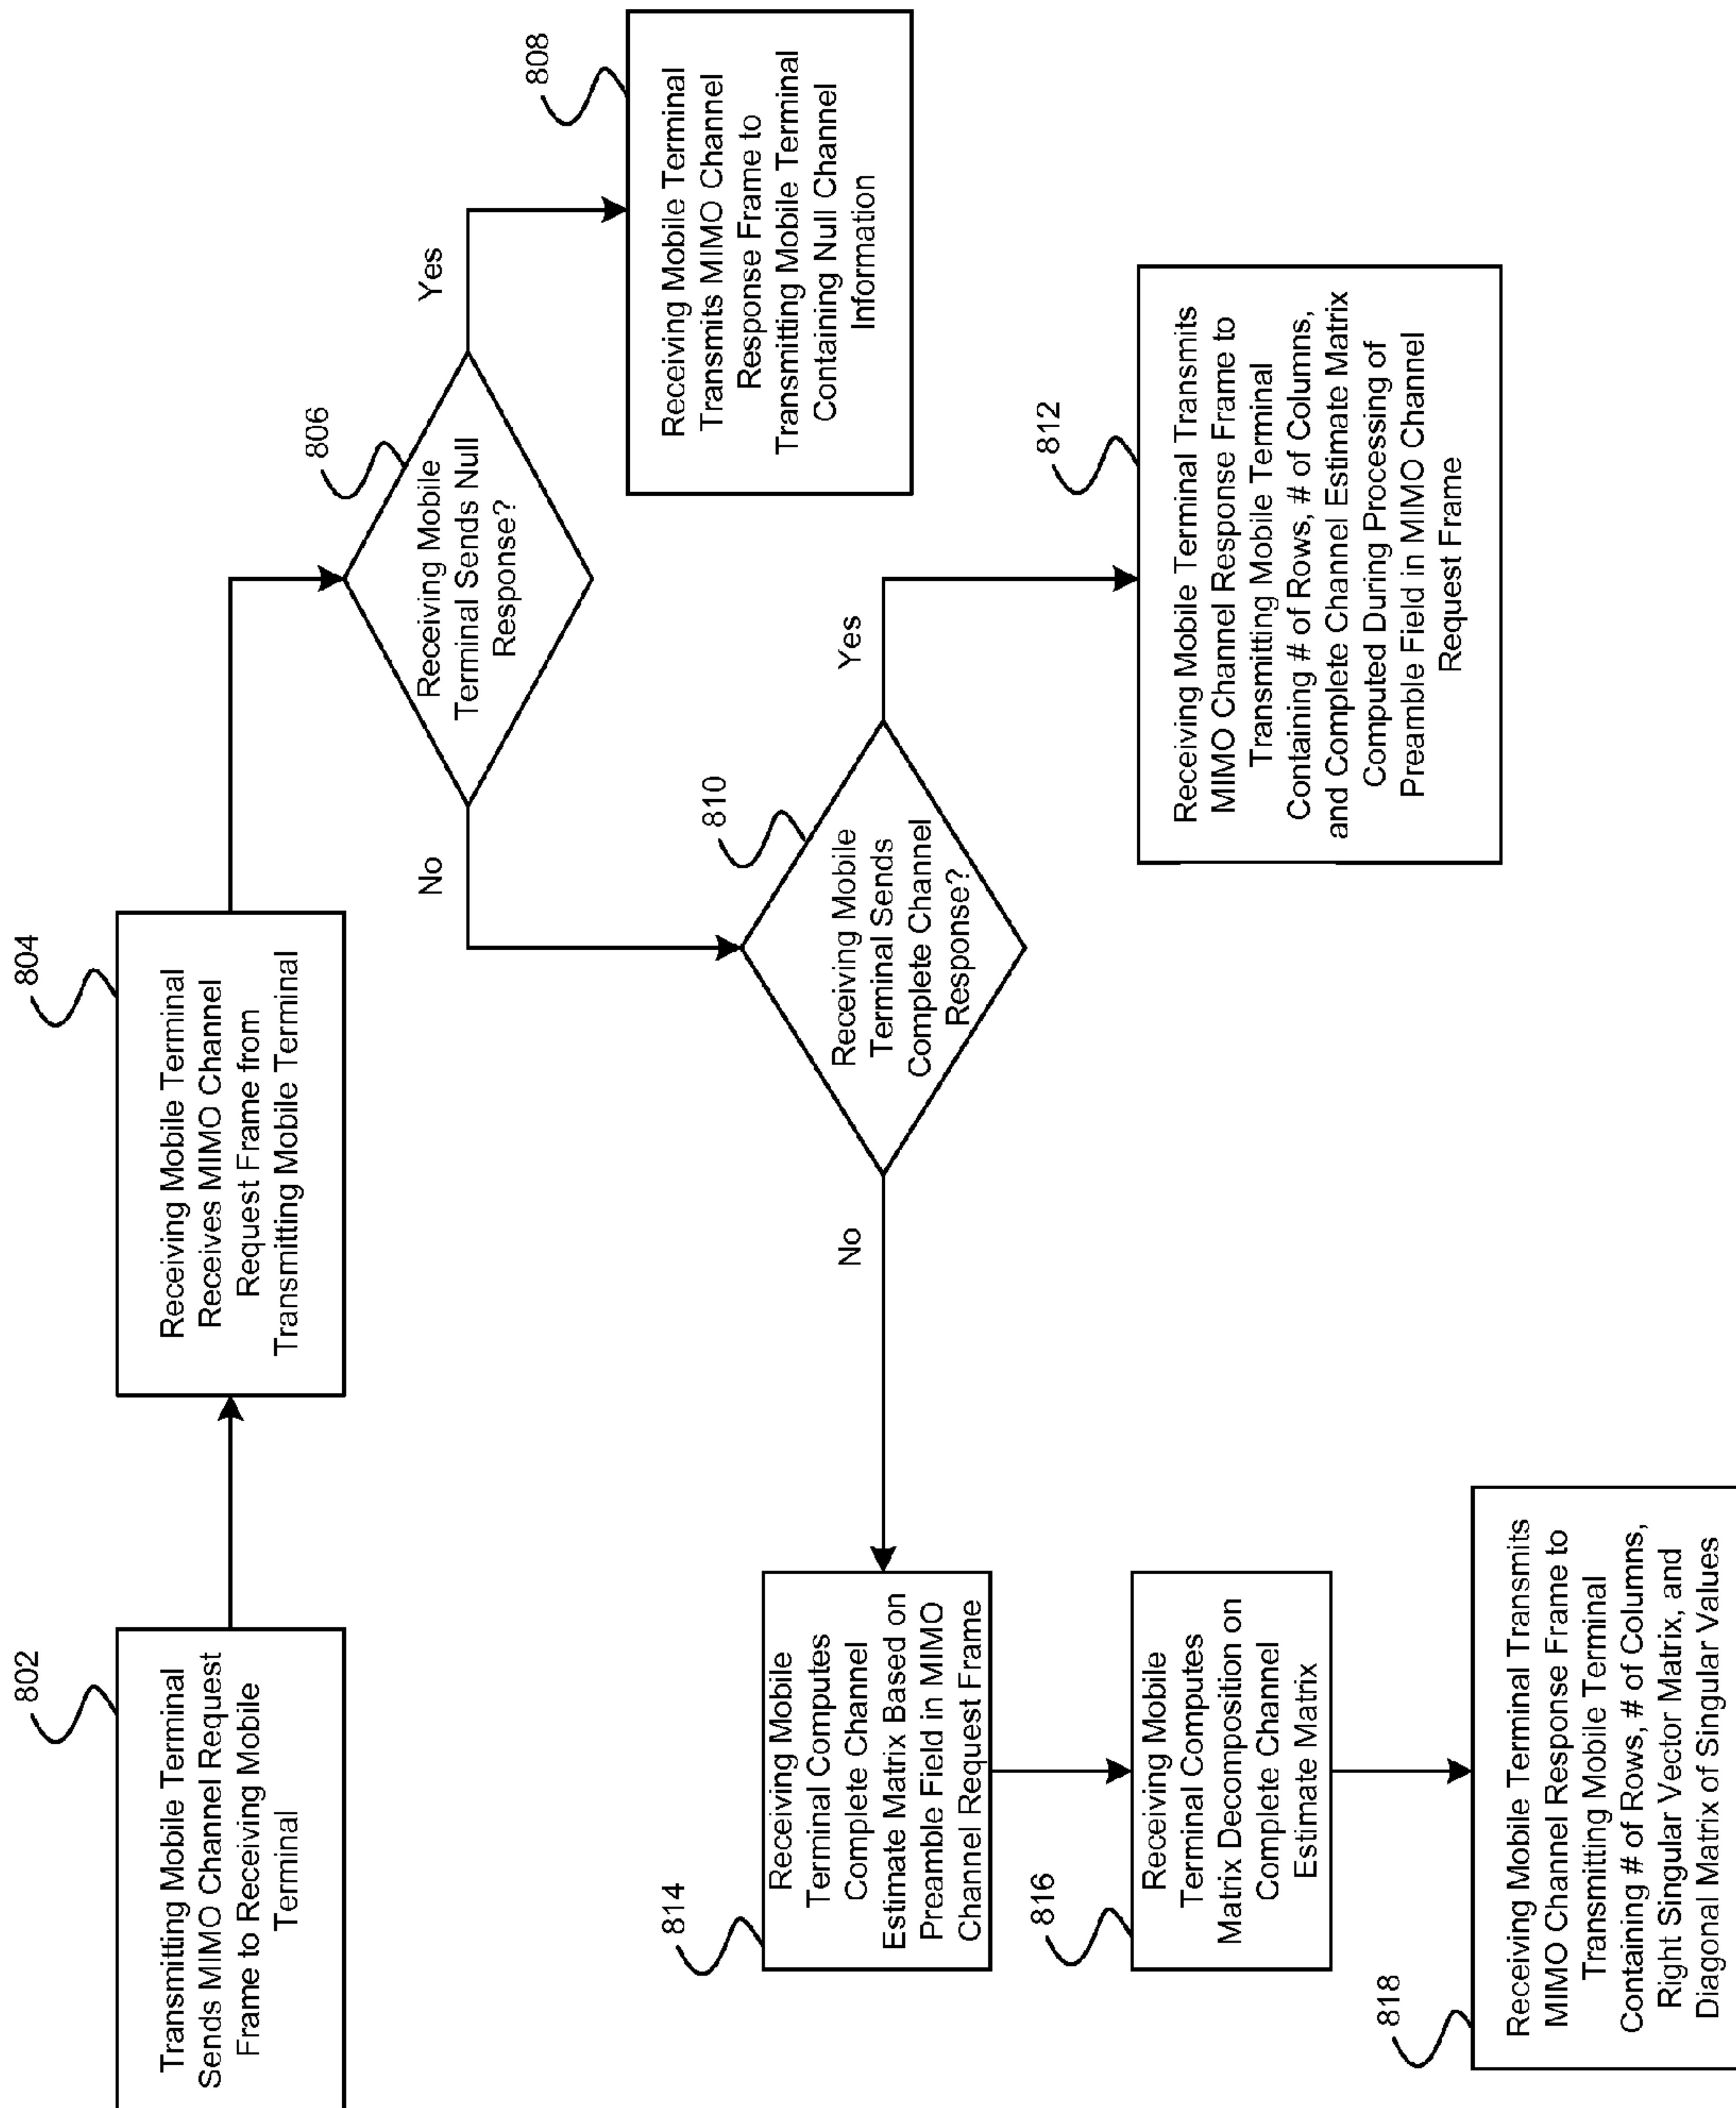 802
Transmitting Mobile Terminal
Sends MIMO Channel Request
Frame to Receiving Mobile
Terminal
804
Receiving Mobile Terminal
Receives MIMO Channel
Request Frame from
Transmitting Mobile Terminal
806
Receiving Mobile
Terminal Sends Null
Response?
Yes
No
808
Receiving Mobile Terminal
Transmits MIMO Channel
Response Frame to
Transmitting Mobile Terminal
Containing Null Channel
Information
810
Receiving Mobile
Terminal Sends
Complete Channel
Response?
Yes
No
812
Receiving Mobile Terminal Transmits
MIMO Channel Response Frame to
Transmitting Mobile Terminal
Containing # of Rows, # of Columns,
and Complete Channel Estimate Matrix
Computed During Processing of
Preamble Field in MIMO Channel
Request Frame
814
Receiving Mobile
Terminal Computes
Complete Channel
Estimate Matrix Based on
Preamble Field in MIMO
Channel Request Frame
816
Receiving Mobile
Terminal Computes
Matrix Decomposition on
Complete Channel
Estimate Matrix
818
Receiving Mobile Terminal Transmits
MIMO Channel Response Frame to
Transmitting Mobile Terminal
Containing # of Rows, # of Columns,
Right Singular Vector Matrix, and
Diagonal Matrix of Singular Values